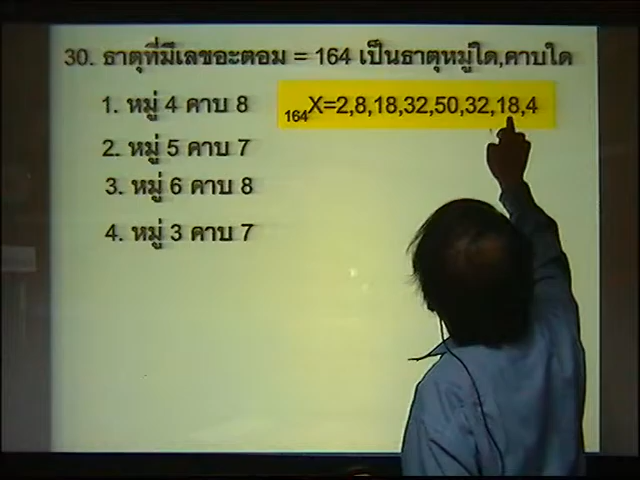 30. ธาตุที่มีเลขอะตอม = 164 เป็นธาตุหมู่ใด,คาบใด
1. หมู่ 4 คาบ 8
164X=2,8,18,32,50,32,18,4
2. หมู่ 5 คาบ 7
3. หมู่ 6 คาบ 8
4. หมู่ 3 คาบ 7